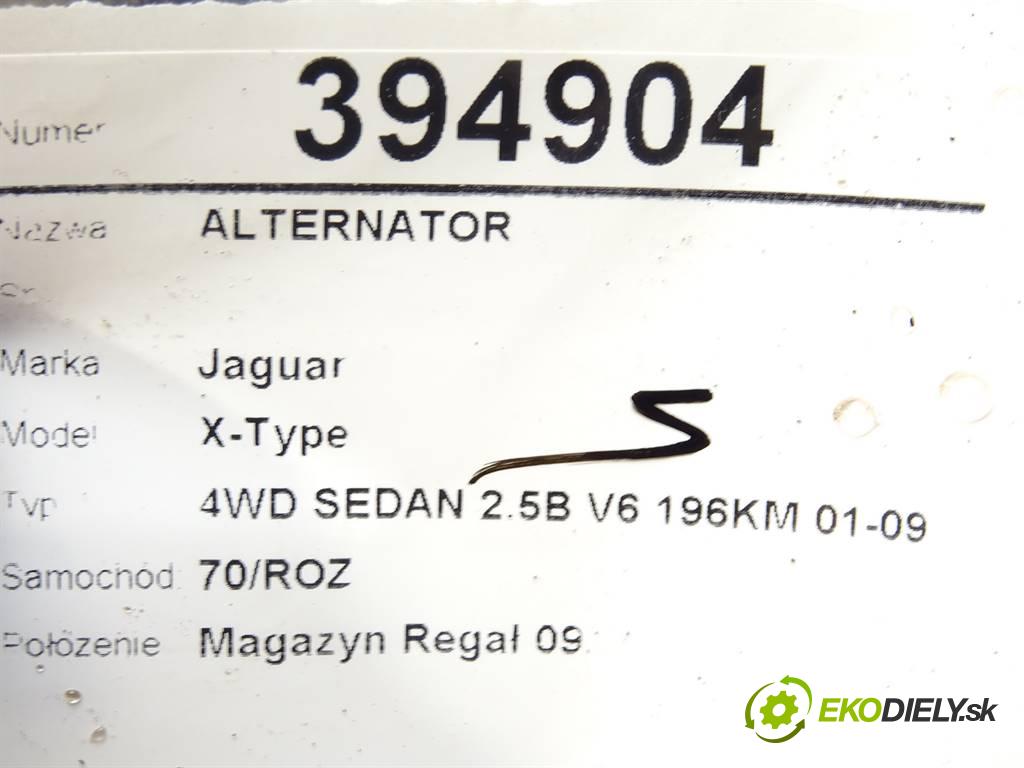 Numer 394904
Nazwa ALTERNATOR
Marka Jaguar
Model X-Type
Typ 4WD SEDAN 2.5B V6 196KM 01-09
Samochód: 70/ROZ
Położenie Magazyn Regał 09
EKODIELY.sk